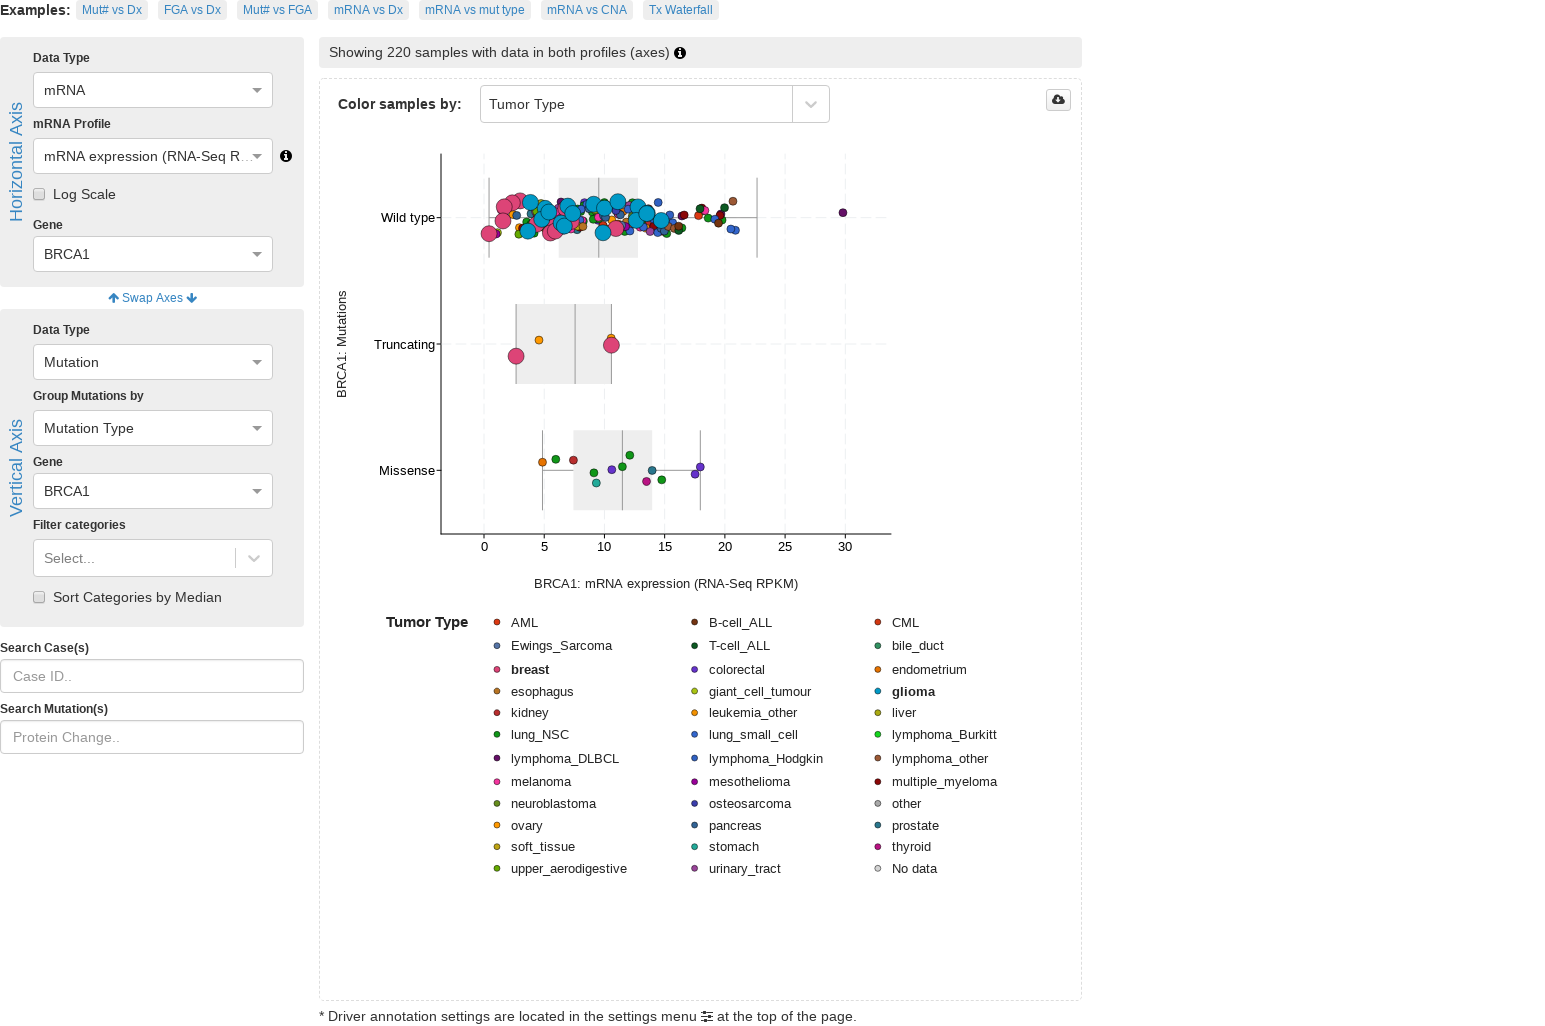 Examples: Mut# vs Dx FGA vs Dx Mut# vs FGA mRNA vs Dx mRNA vs mut type mRNA vs CNA Tx Waterfall
Horizontal Axis
Data Type
mRNA
mRNA Profile
mRNA expression (RNA-Seq R...
Log Scale
Gene
BRCA1
Swap Axes
Vertical Axis
Data Type
Mutation
Group Mutations by
Mutation Type
Gene
BRCA1
Filter categories
Select...
Sort Categories by Median
Search Case(s)
Case ID..
Search Mutation(s)
Protein Change..
Showing 220 samples with data in both profiles (axes)
Color samples by: Tumor Type
BRCA1: Mutations
Wild type
Truncating
Missense
0 5 10 15 20 25 30
BRCA1: mRNA expression (RNA-Seq RPKM)
Tumor Type
AML B-cell_ALL CML
Ewings_Sarcoma T-cell_ALL bile_duct
breast colorectal endometrium
esophagus giant_cell_tumour glioma
kidney leukemia_other liver
lung_NSC lung_small_cell lymphoma_Burkitt
lymphoma_DLBCL lymphoma_Hodgkin lymphoma_other
melanoma mesothelioma multiple_myeloma
neuroblastoma osteosarcoma other
ovary pancreas prostate
soft_tissue stomach thyroid
upper_aerodigestive urinary_tract No data
* Driver annotation settings are located in the settings menu at the top of the page.